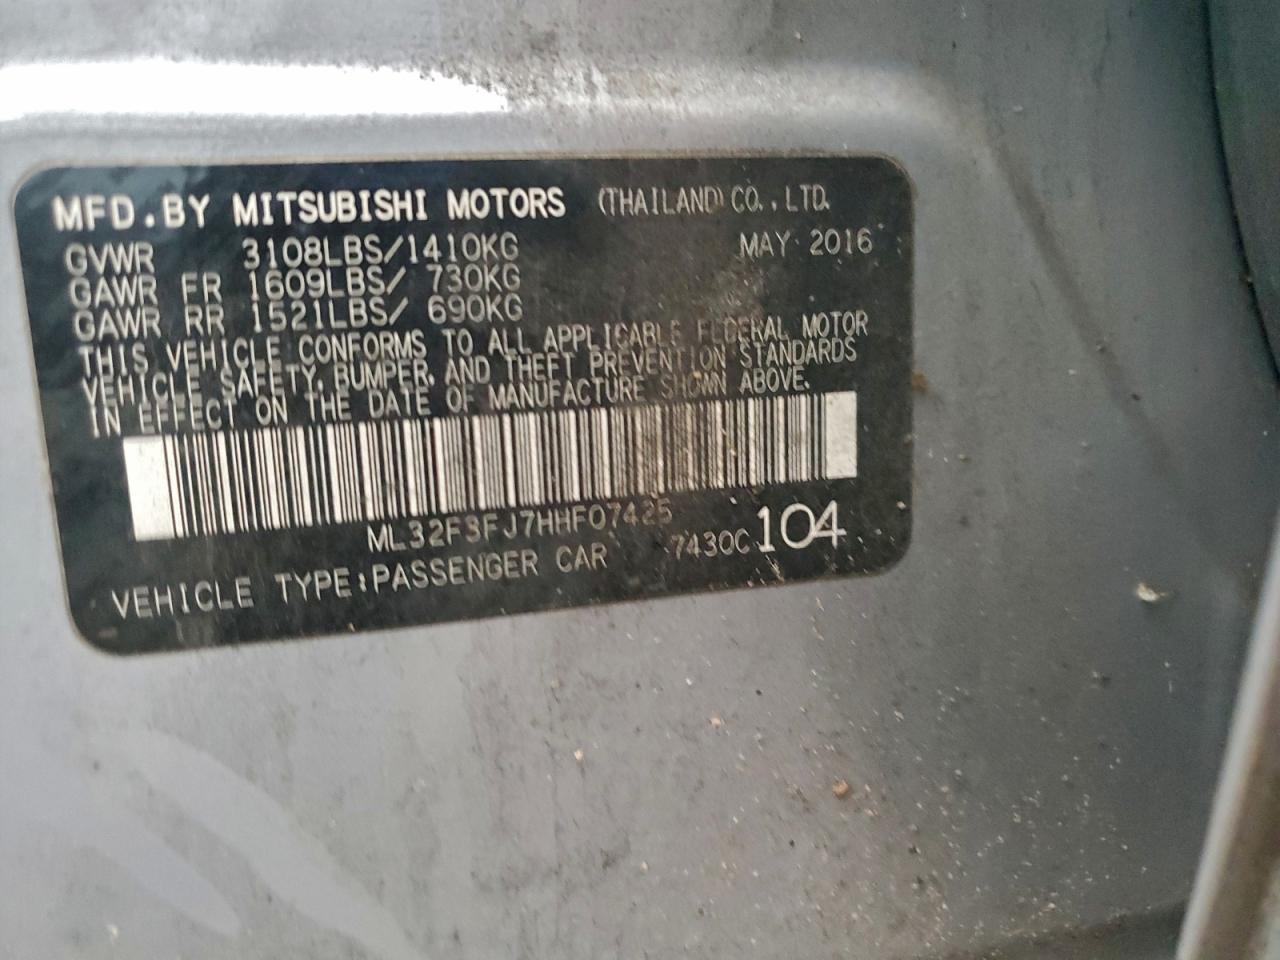 MFD.BY MITSUBISHI MOTORS (THAILAND) CO.,LTD.
GVWR 3108LBS/1410KG MAY 2016
GAWR FR 1609LBS/ 730KG
GAWR RR 1521LBS/ 690KG
THIS VEHICLE CONFORMS TO ALL APPLICABLE FEDERAL MOTOR
VEHICLE SAFETY, BUMPER, AND THEFT PREVENTION STANDARDS
IN EFFECT ON THE DATE OF MANUFACTURE SHOWN ABOVE.
ML32F3FJ7HHF07425
VEHICLE TYPE:PASSENGER CAR 7430C 104